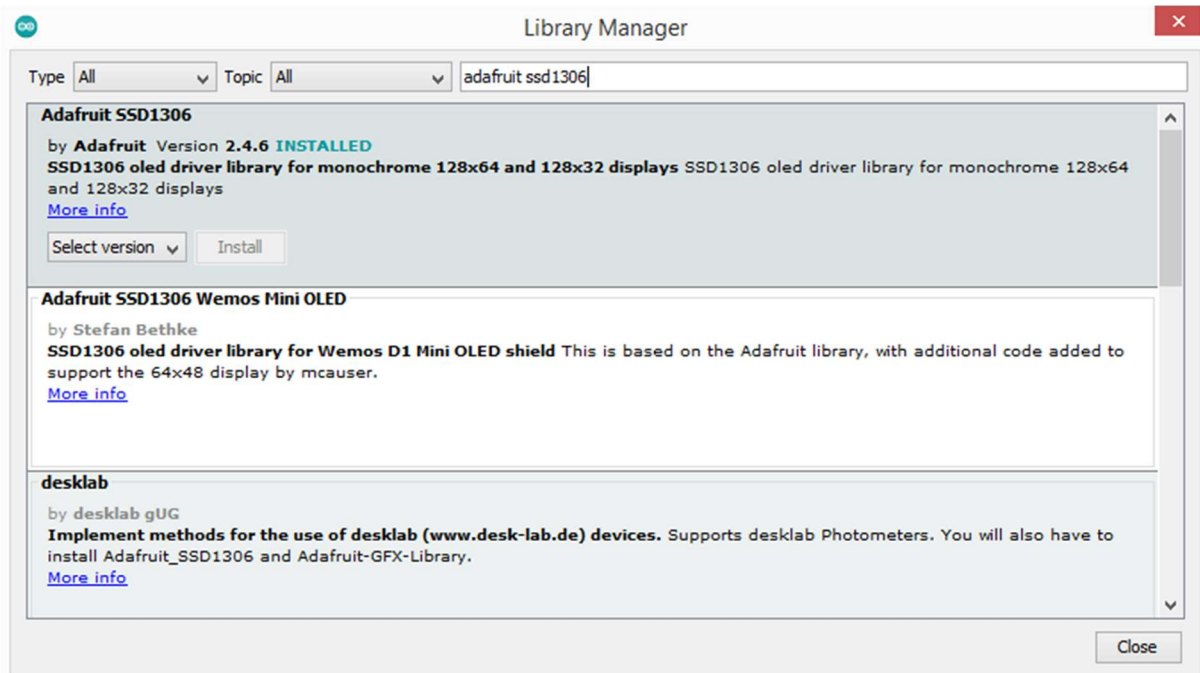 Library Manager
Type All Topic All adafruit ssd1306
Adafruit SSD1306
by Adafruit Version 2.4.6 INSTALLED
SSD1306 oled driver library for monochrome 128x64 and 128x32 displays SSD1306 oled driver library for monochrome 128x64
and 128x32 displays
More info
Select version Install
Adafruit SSD1306 Wemos Mini OLED
by Stefan Bethke
SSD1306 oled driver library for Wemos D1 Mini OLED shield This is based on the Adafruit library, with additional code added to
support the 64x48 display by mcauser.
More info
desklab
by desklab gUG
Implement methods for the use of desklab (www.desk-lab.de) devices. Supports desklab Photometers. You will also have to
install Adafruit_SSD1306 and Adafruit-GFX-Library.
More info
Close